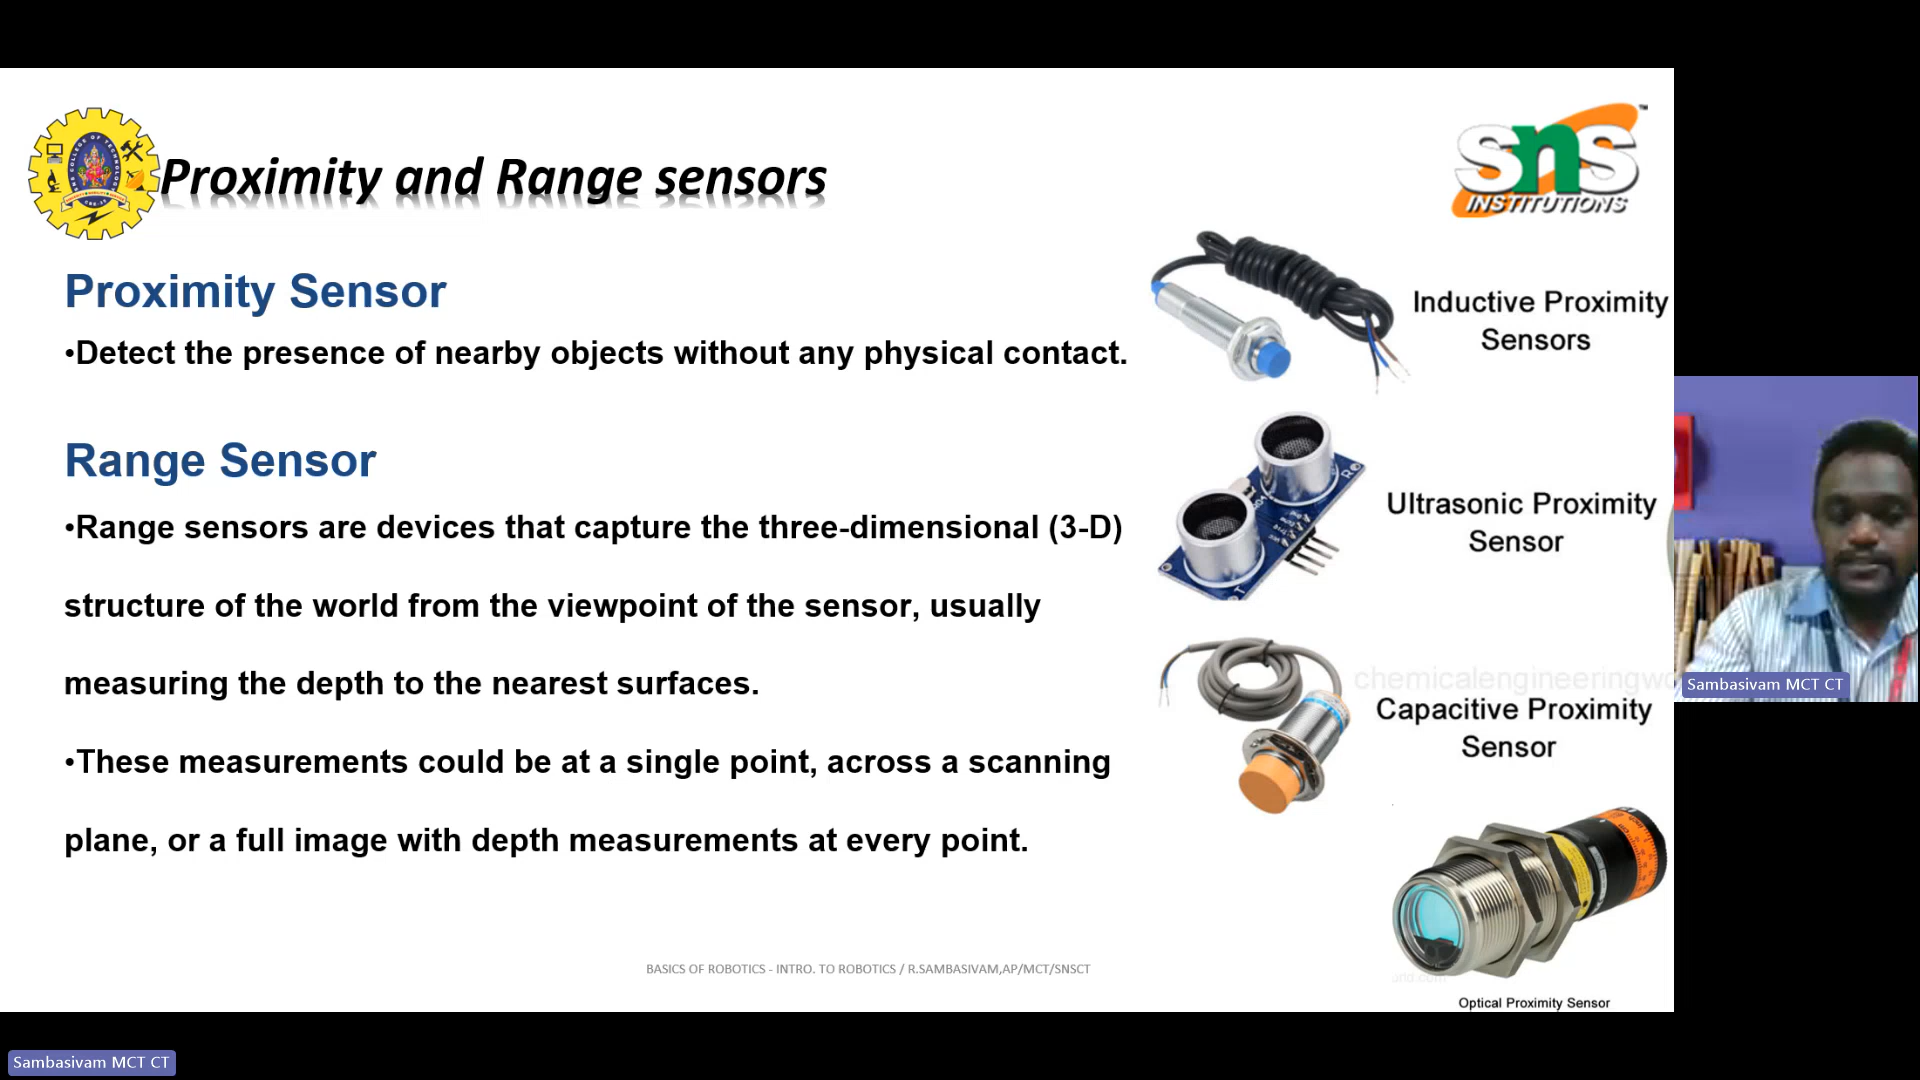 Proximity and Range sensors
sns
INSTITUTIONS
Proximity Sensor
•Detect the presence of nearby objects without any physical contact.
Range Sensor
•Range sensors are devices that capture the three-dimensional (3-D)
structure of the world from the viewpoint of the sensor, usually
measuring the depth to the nearest surfaces.
•These measurements could be at a single point, across a scanning
plane, or a full image with depth measurements at every point.
Inductive Proximity
Sensors
Ultrasonic Proximity
Sensor
chemicalengineeringwo
Capacitive Proximity
Sensor
Optical Proximity Sensor
BASICS OF ROBOTICS - INTRO. TO ROBOTICS / R.SAMBASIVAM,AP/MCT/SNSCT
Sambasivam MCT CT
Sambasivam MCT CT